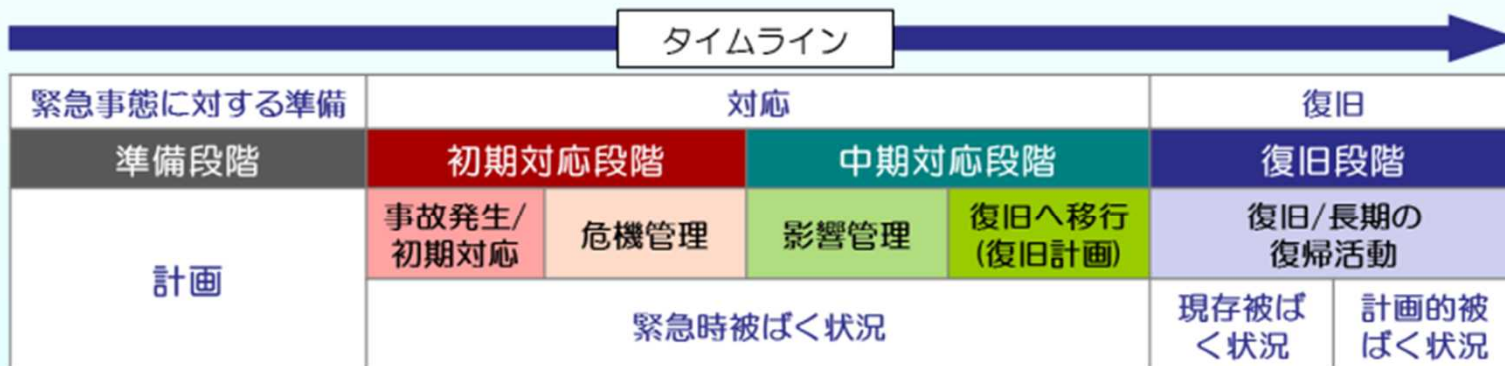 タイムライン
緊急事態に対する準備
対応
復旧
準備段階
初期対応段階
中期対応段階
復旧段階
計画
事故発生/
初期対応
危機管理
影響管理
復旧へ移行
(復旧計画)
復旧/長期の
復帰活動
緊急時被ばく状況
現存被ば
く状況
計画的被
ばく状況